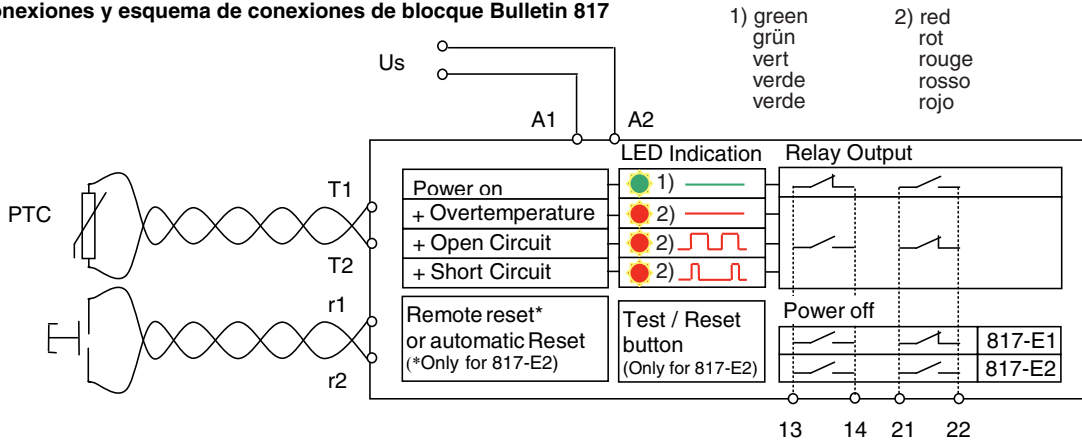 onexiones y esquema de conexiones de blocque Bulletin 817
1) green
grün
vert
verde
verde
2) red
rot
rouge
rosso
rojo
Us
A1
A2
LED Indication
Relay Output
PTC
T1
T2
Power on
+ Overtemperature
+ Open Circuit
+ Short Circuit
1)
2)
2)
2)
r1
r2
Remote reset*
or automatic Reset
(*Only for 817-E2)
Test / Reset
button
(Only for 817-E2)
Power off
817-E1
817-E2
13
14
21
22